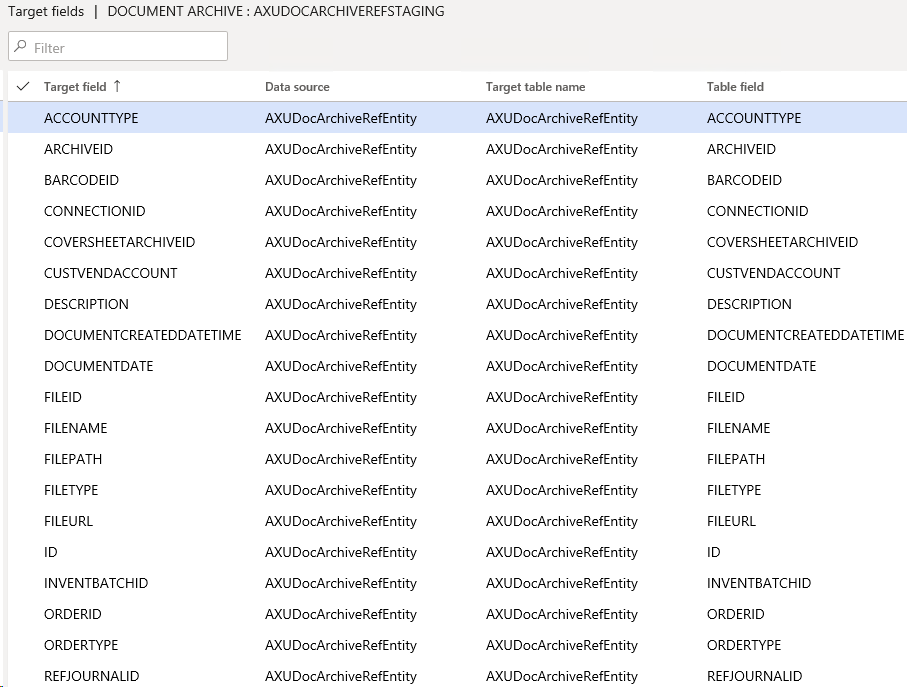 Target fields | DOCUMENT ARCHIVE : AXUDOCARCHIVEREFSTAGING
Filter
Target field ↑ Data source Target table name Table field
ACCOUNTTYPE AXUDocArchiveRefEntity AXUDocArchiveRefEntity ACCOUNTTYPE
ARCHIVEID AXUDocArchiveRefEntity AXUDocArchiveRefEntity ARCHIVEID
BARCODEID AXUDocArchiveRefEntity AXUDocArchiveRefEntity BARCODEID
CONNECTIONID AXUDocArchiveRefEntity AXUDocArchiveRefEntity CONNECTIONID
COVERSHEETARCHIVEID AXUDocArchiveRefEntity AXUDocArchiveRefEntity COVERSHEETARCHIVEID
CUSTVENDACCOUNT AXUDocArchiveRefEntity AXUDocArchiveRefEntity CUSTVENDACCOUNT
DESCRIPTION AXUDocArchiveRefEntity AXUDocArchiveRefEntity DESCRIPTION
DOCUMENTCREATEDDATETIME AXUDocArchiveRefEntity AXUDocArchiveRefEntity DOCUMENTCREATEDDATETIME
DOCUMENTDATE AXUDocArchiveRefEntity AXUDocArchiveRefEntity DOCUMENTDATE
FILEID AXUDocArchiveRefEntity AXUDocArchiveRefEntity FILEID
FILENAME AXUDocArchiveRefEntity AXUDocArchiveRefEntity FILENAME
FILEPATH AXUDocArchiveRefEntity AXUDocArchiveRefEntity FILEPATH
FILETYPE AXUDocArchiveRefEntity AXUDocArchiveRefEntity FILETYPE
FILEURL AXUDocArchiveRefEntity AXUDocArchiveRefEntity FILEURL
ID AXUDocArchiveRefEntity AXUDocArchiveRefEntity ID
INVENTBATCHID AXUDocArchiveRefEntity AXUDocArchiveRefEntity INVENTBATCHID
ORDERID AXUDocArchiveRefEntity AXUDocArchiveRefEntity ORDERID
ORDERTYPE AXUDocArchiveRefEntity AXUDocArchiveRefEntity ORDERTYPE
REFJOURNALID AXUDocArchiveRefEntity AXUDocArchiveRefEntity REFJOURNALID